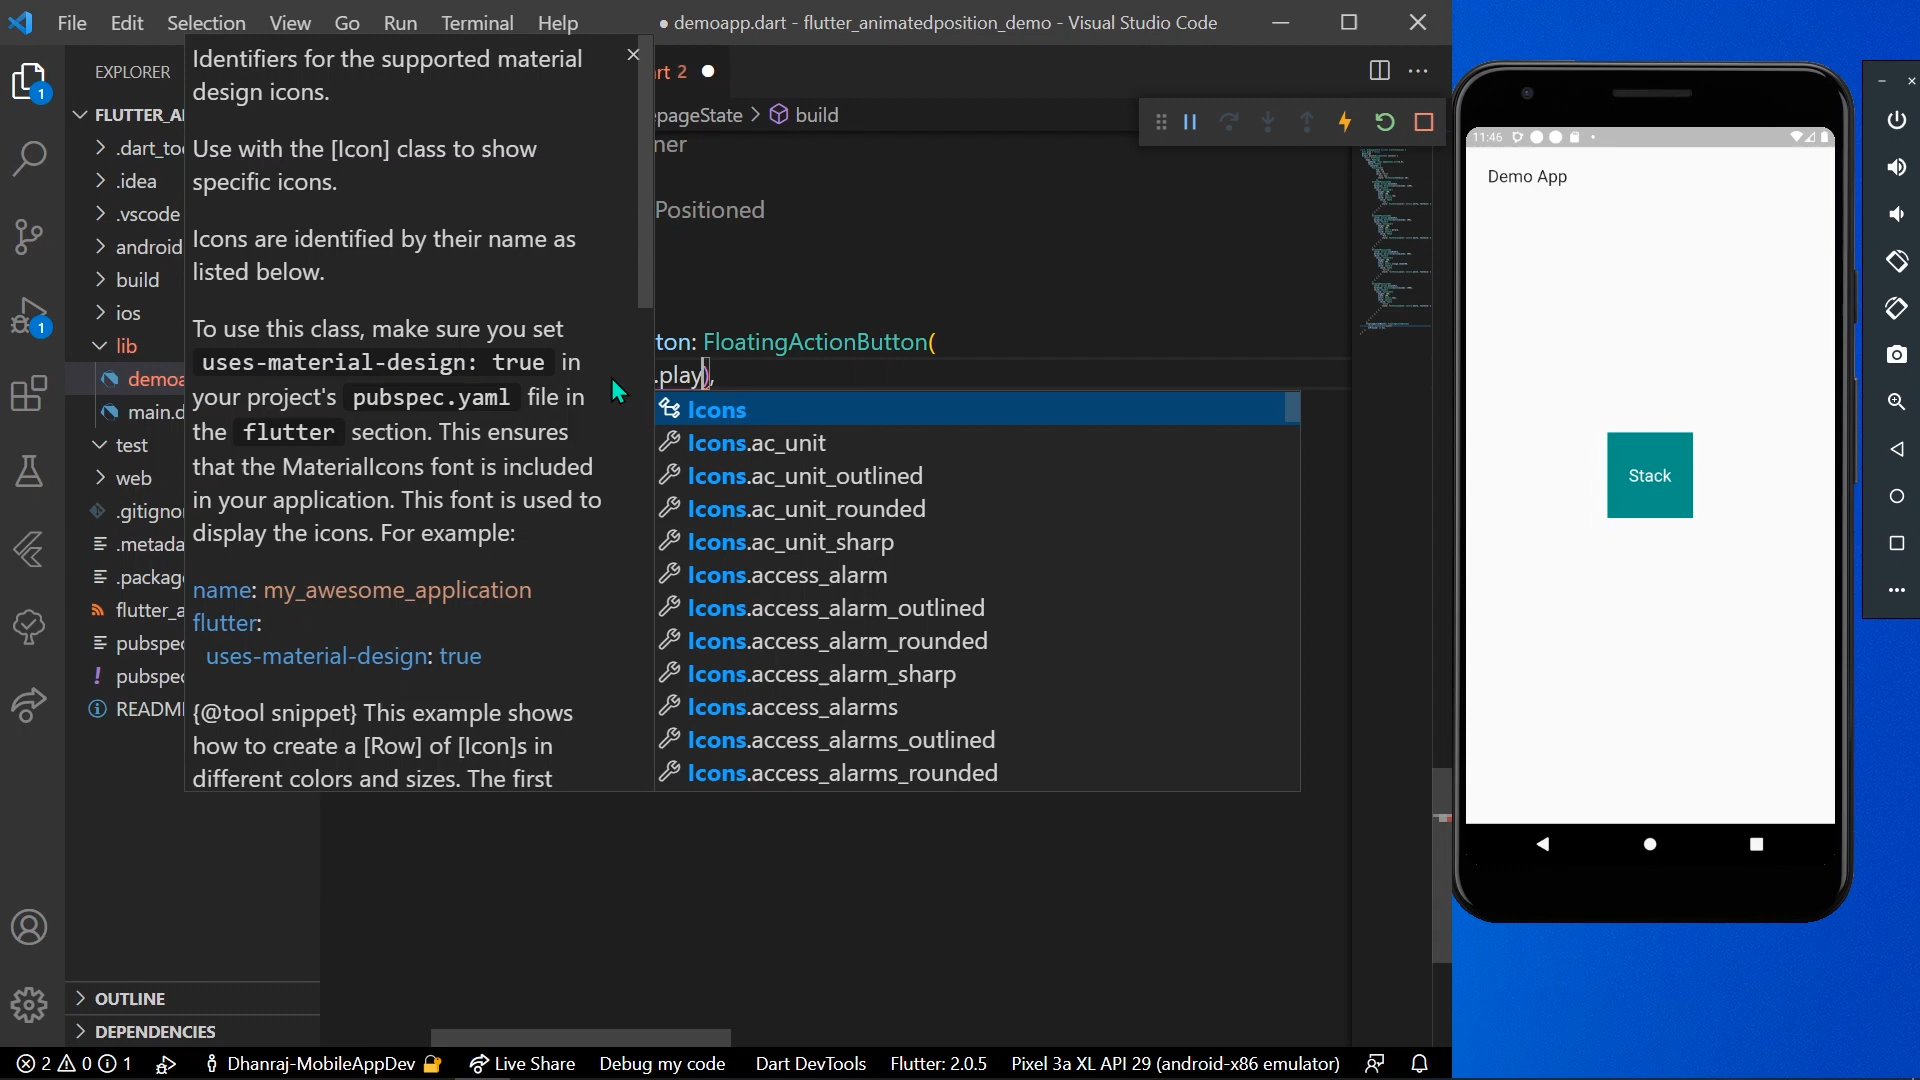 File Edit Selection View Go Run Terminal Help
● demoapp.dart - flutter_animatedposition_demo - Visual Studio Code
EXPLORER
FLUTTER_AI
.dart_too
.idea
.vscode
android
build
ios
lib
demoa
main.d
test
web
.gitigno
.metada
.package
flutter_a
pubspec
pubspec
READMI
OUTLINE
DEPENDENCIES
1
1
Identifiers for the supported material
design icons.
Use with the [Icon] class to show
specific icons.
Icons are identified by their name as
listed below.
To use this class, make sure you set
uses-material-design: true in
your project's pubspec.yaml file in
the flutter section. This ensures
that the MaterialIcons font is included
in your application. This font is used to
display the icons. For example:
name: my_awesome_application
flutter:
uses-material-design: true
{@tool snippet} This example shows
how to create a [Row] of [Icon]s in
different colors and sizes. The first
rt 2
pageState > build
ner
Positioned
ton: FloatingActionButton(
.play),
Icons
Icons.ac_unit
Icons.ac_unit_outlined
Icons.ac_unit_rounded
Icons.ac_unit_sharp
Icons.access_alarm
Icons.access_alarm_outlined
Icons.access_alarm_rounded
Icons.access_alarm_sharp
Icons.access_alarms
Icons.access_alarms_outlined
Icons.access_alarms_rounded
11:46
Demo App
Stack
2 0 1 Dhanraj-MobileAppDev Live Share Debug my code Dart DevTools Flutter: 2.0.5 Pixel 3a XL API 29 (android-x86 emulator)